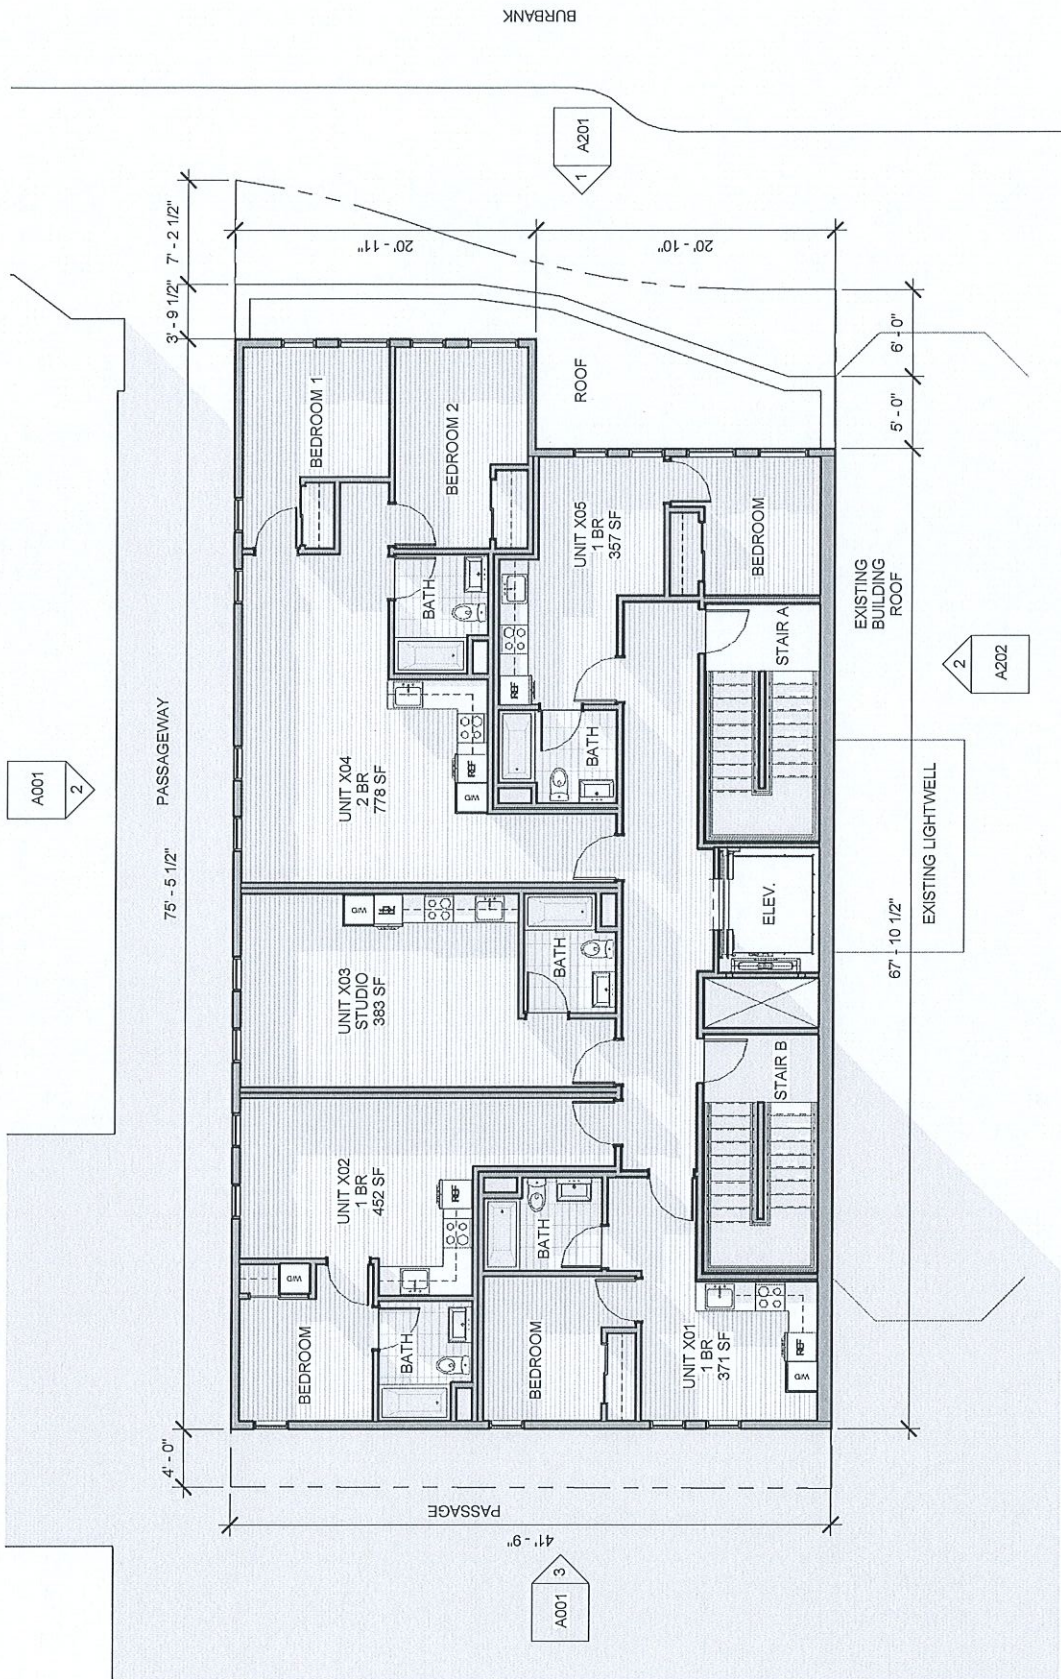 BURBANK
A201
1
A001
2
PASSAGEWAY
75' - 5 1/2"
3' - 9 1/2"
7' - 2 1/2"
4' - 0"
20' - 11"
20' - 10"
6' - 0"
5' - 0"
ROOF
BEDROOM 1
BEDROOM 2
BATH
UNIT X04
2 BR
778 SF
REF
W/D
UNIT X05
1 BR
357 SF
BEDROOM
REF
BATH
UNIT X03
STUDIO
383 SF
W/D
BATH
UNIT X02
1 BR
452 SF
REF
W/D
BEDROOM
BATH
BATH
BEDROOM
UNIT X01
1 BR
371 SF
REF
W/D
STAIR A
ELEV.
STAIR B
EXISTING
BUILDING
ROOF
EXISTING LIGHTWELL
67' - 10 1/2"
2
A202
PASSAGE
41' - 9"
3
A001